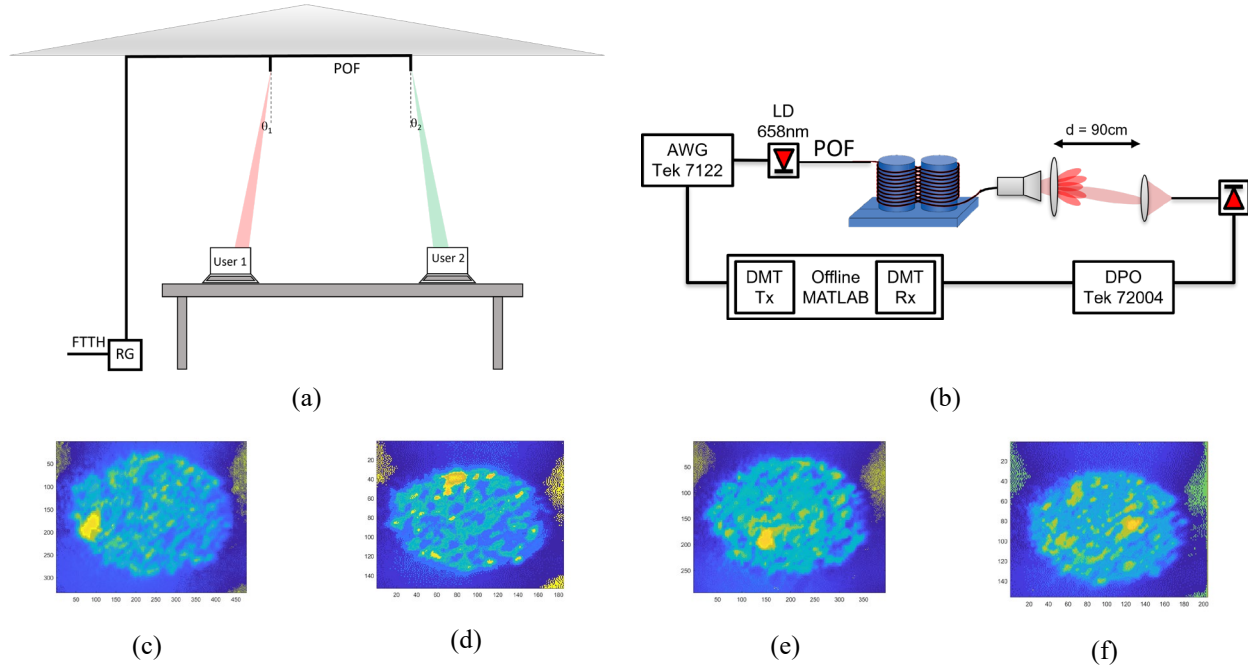 POF
θ1
θ2
User 1
User 2
FTTH
RG
(a)
LD
658nm
AWG
Tek 7122
POF
d = 90cm
DMT
Tx
Offline
MATLAB
DMT
Rx
DPO
Tek 72004
(b)
50
100
150
200
250
300
50 100 150 200 250 300 350 400 450
(c)
20
40
60
80
100
120
140
20 40 60 80 100 120 140 160 180
(d)
50
100
150
200
250
50 100 150 200 250 300 350
(e)
20
40
60
80
100
120
140
20 40 60 80 100 120 140 160 180 200
(f)